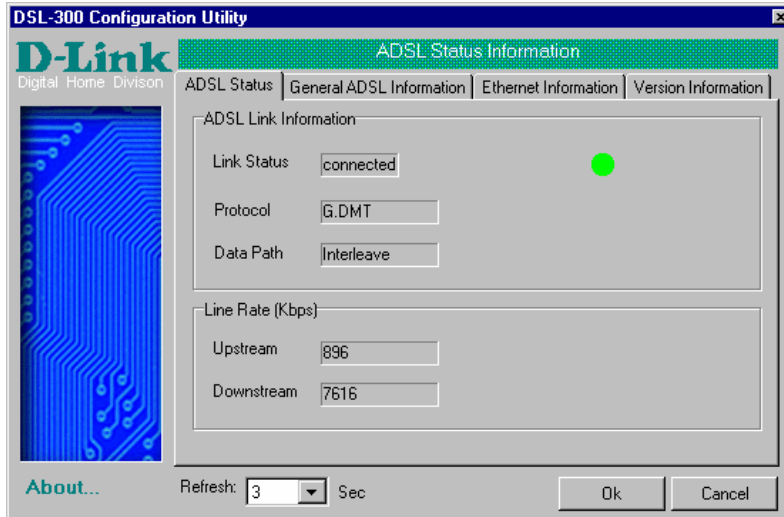 DSL-300 Configuration Utility
D-Link
Digital Home Divison
ADSL Status Information
ADSL Status General ADSL Information Ethernet Information Version Information
ADSL Link Information
Link Status connected
Protocol G.DMT
Data Path Interleave
Line Rate (Kbps)
Upstream 896
Downstream 7616
About...
Refresh: 3 Sec
Ok Cancel